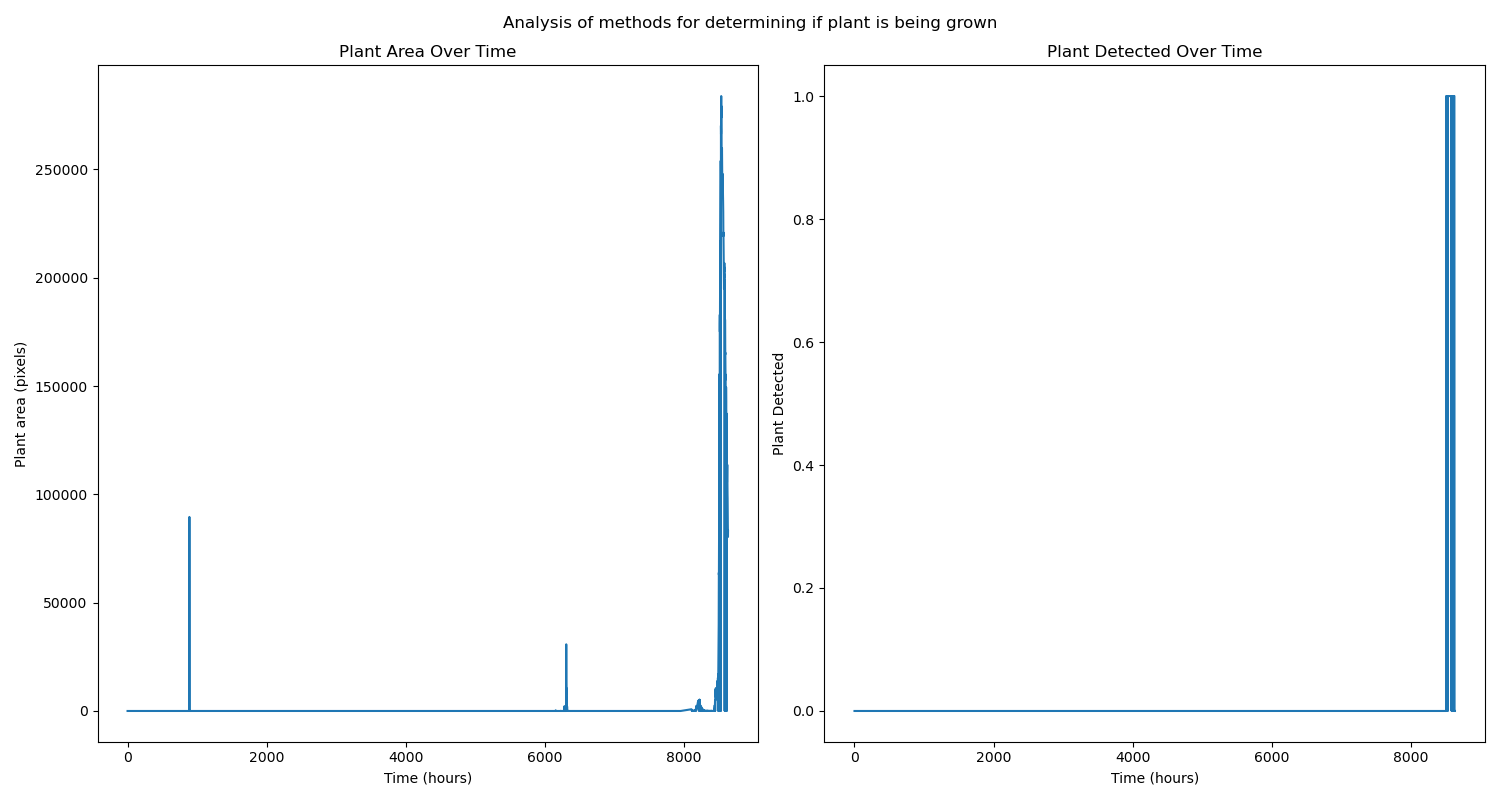 Analysis of methods for determining if plant is being grown
Plant Area Over Time
250000
200000
150000
100000
50000
0
Plant area (pixels)
0 2000 4000 6000 8000
Time (hours)
Plant Detected Over Time
1.0
0.8
0.6
0.4
0.2
0.0
Plant Detected
0 2000 4000 6000 8000
Time (hours)